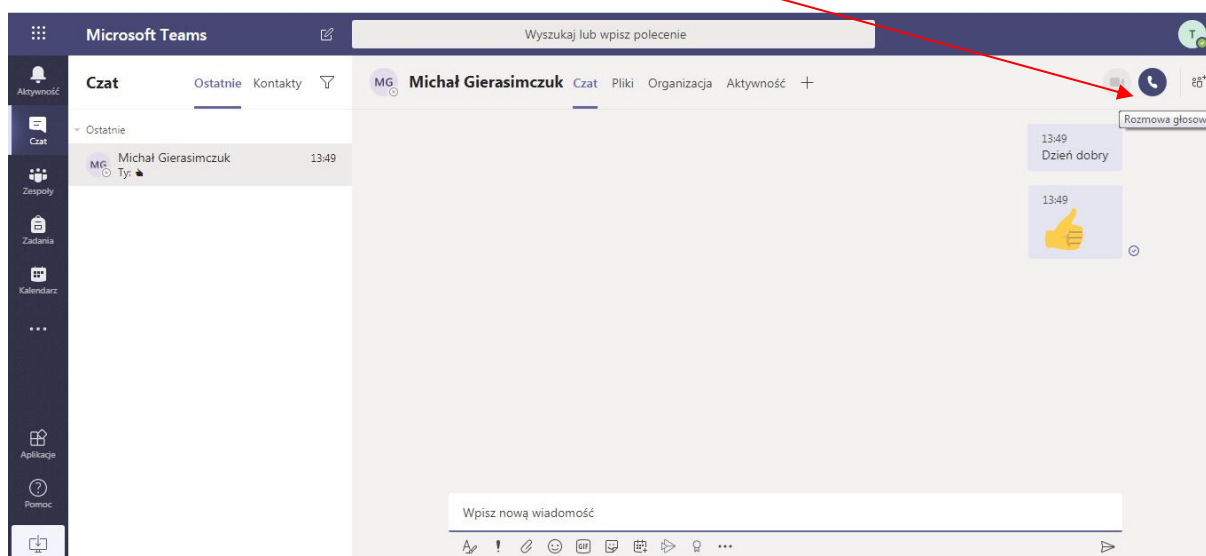 Microsoft Teams
Wyszukaj lub wpisz polecenie
T
Aktywność
Czat
Zespoły
Zadania
Kalendarz
Aplikacje
Pomoc
Czat Ostatnie Kontakty
Ostatnie
MG Michał Gierasimczuk 13:49
Ty:
MG Michał Gierasimczuk Czat Pliki Organizacja Aktywność
Rozmowa głosow
13:49
Dzień dobry
13:49
Wpisz nową wiadomość
GIF